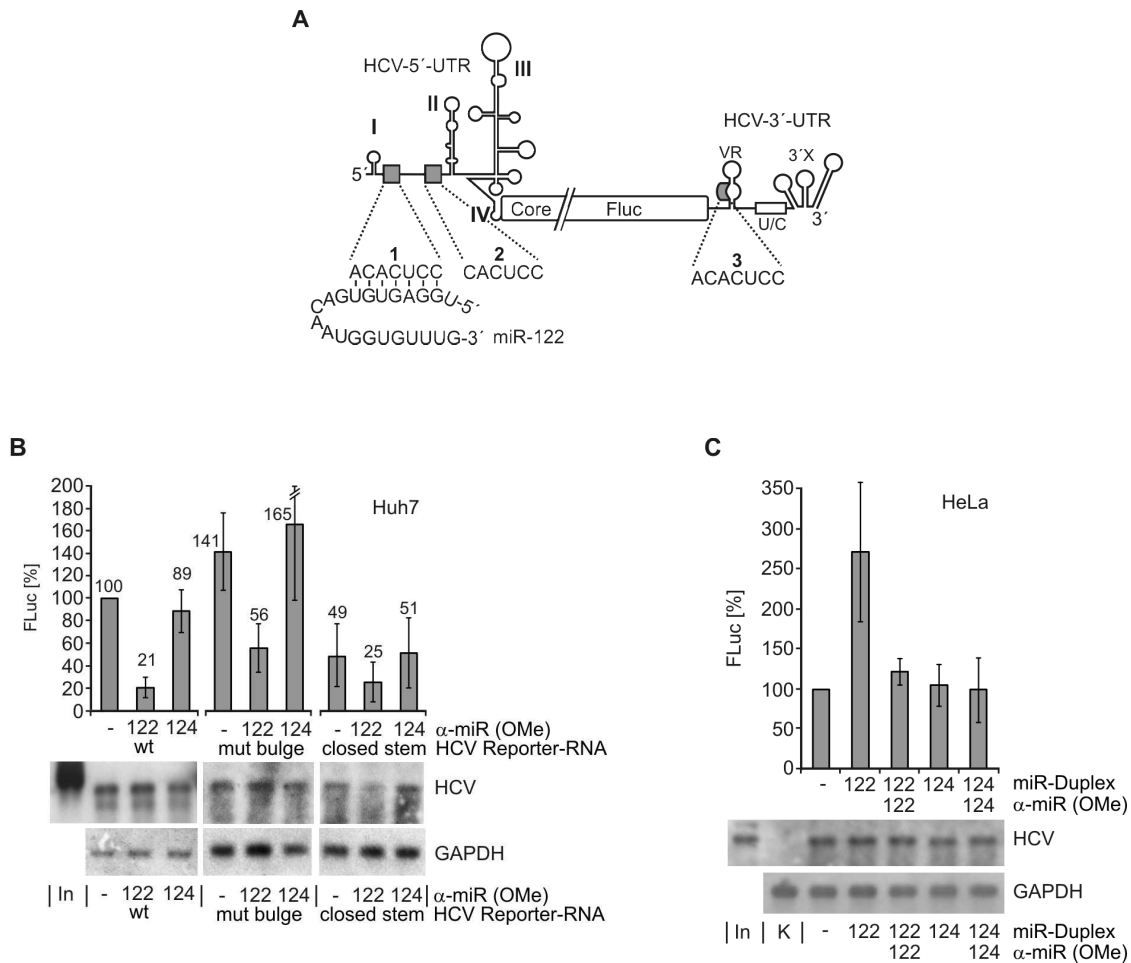 A
HCV-5´-UTR
III
II
I
HCV-3´-UTR
VR
3´X
5´
IV
Core
Fluc
U/C
3´
1
2
3
ACACUCC
CACUCC
ACACUCC
CAGUGUGAGGU-5´
AAUGGUGUUUG-3´ miR-122
B
C
200
180
160
140
120
100
80
60
40
20
0
FLuc [%]
Huh7
100
21
89
141
56
165
49
25
51
- 122 124 - 122 124 - 122 124 α-miR (OMe)
wt mut bulge closed stem HCV Reporter-RNA
HCV
GAPDH
| In | - 122 124 | - 122 124 | - 122 124 | α-miR (OMe)
wt mut bulge closed stem HCV Reporter-RNA
350
300
250
200
150
100
50
0
FLuc [%]
HeLa
- 122 122 124 124 miR-Duplex
122 124 α-miR (OMe)
HCV
GAPDH
| In | K | - 122 122 124 124 | miR-Duplex
122 124 α-miR (OMe)